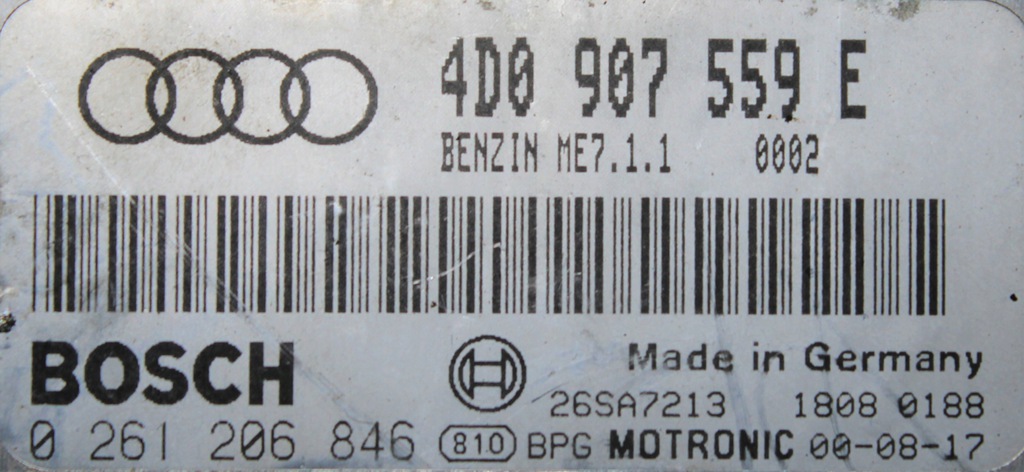 4D0 907 559 E
BENZIN ME7.1.1 0002
BOSCH
Made in Germany
26SA7213 1808 0188
0 261 206 846 810 BPG MOTRONIC 00-08-17